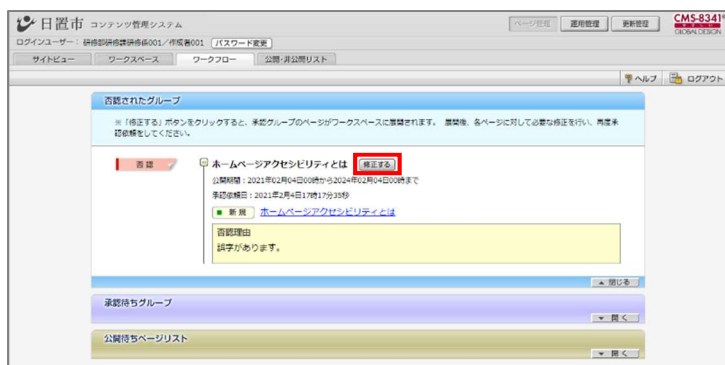 日置市 コンテンツ管理システム
ページ管理 運用管理 更新管理
CMS-8341
GLOBAL DESIGN
ログインユーザー: 研修部研修課研修係001/作成者001 パスワード変更
サイトビュー ワークスペース ワークフロー 公開・非公開リスト
ヘルプ ログアウト
否認されたグループ
※「修正する」ボタンをクリックすると、承認グループのページがワークスペースに展開されます。 展開後、各ページに対して必要な修正を行い、再度承
認依頼をしてください。
否認 ホームページアクセシビリティとは 修正する
公開期間:2021年02月04日00時から2024年02月04日00時まで
承認依頼日:2021年2月4日17時17分35秒
■ 新規 ホームページアクセシビリティとは
否認理由
誤字があります。
▲ 閉じる
承認待ちグループ
▼ 開く
公開待ちページリスト
▼ 開く